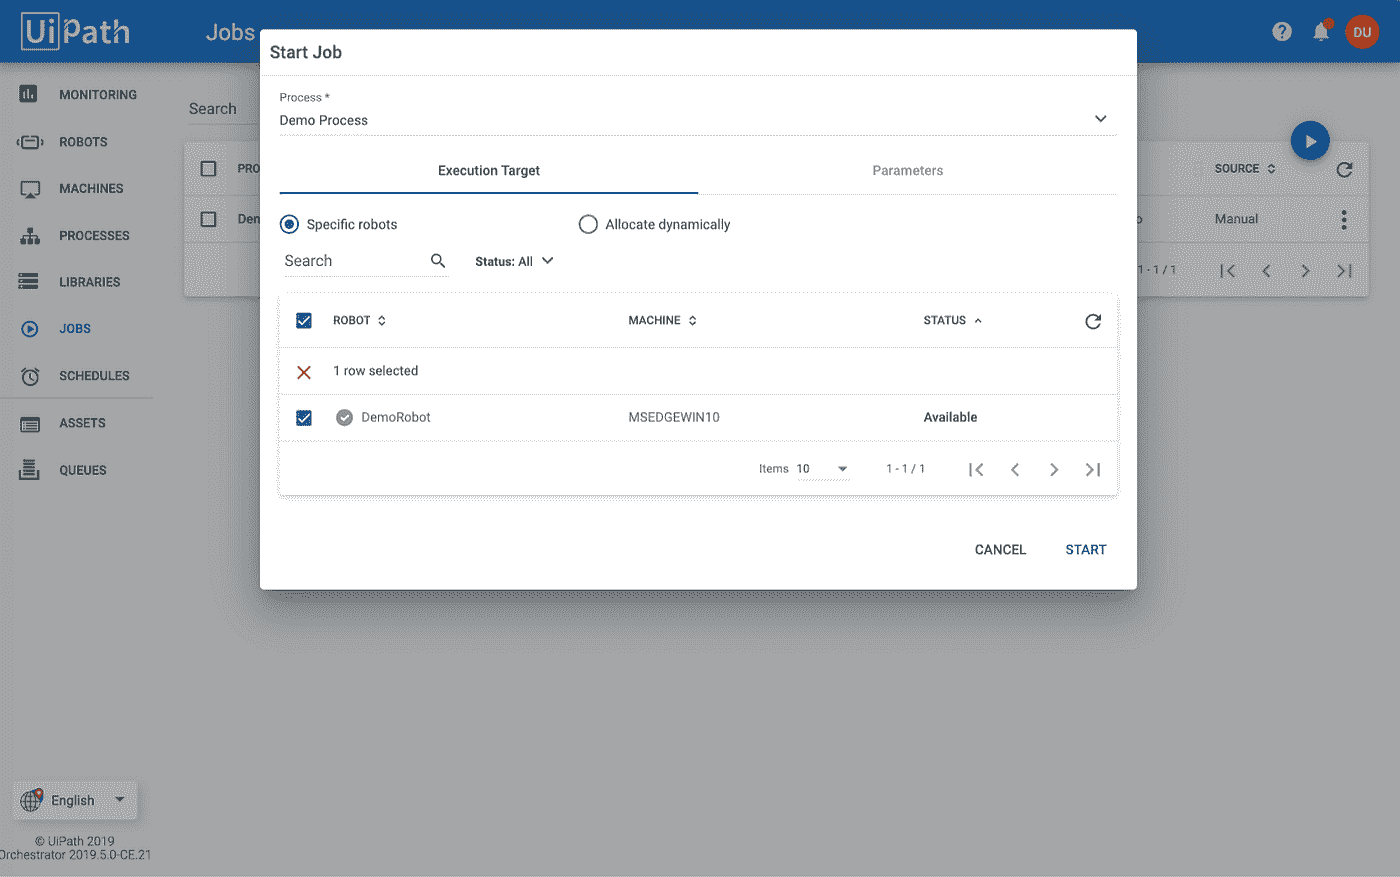 UiPath
Jobs
DU
MONITORING
ROBOTS
MACHINES
PROCESSES
LIBRARIES
JOBS
SCHEDULES
ASSETS
QUEUES
Search
PRO
SOURCE
Den
Manual
1 - 1 / 1
Start Job
Process *
Demo Process
Execution Target
Parameters
Specific robots
Allocate dynamically
Search
Status: All
ROBOT
MACHINE
STATUS
1 row selected
DemoRobot
MSEDGEWIN10
Available
Items 10
1 - 1 / 1
CANCEL
START
English
© UiPath 2019
Orchestrator 2019.5.0-CE.21